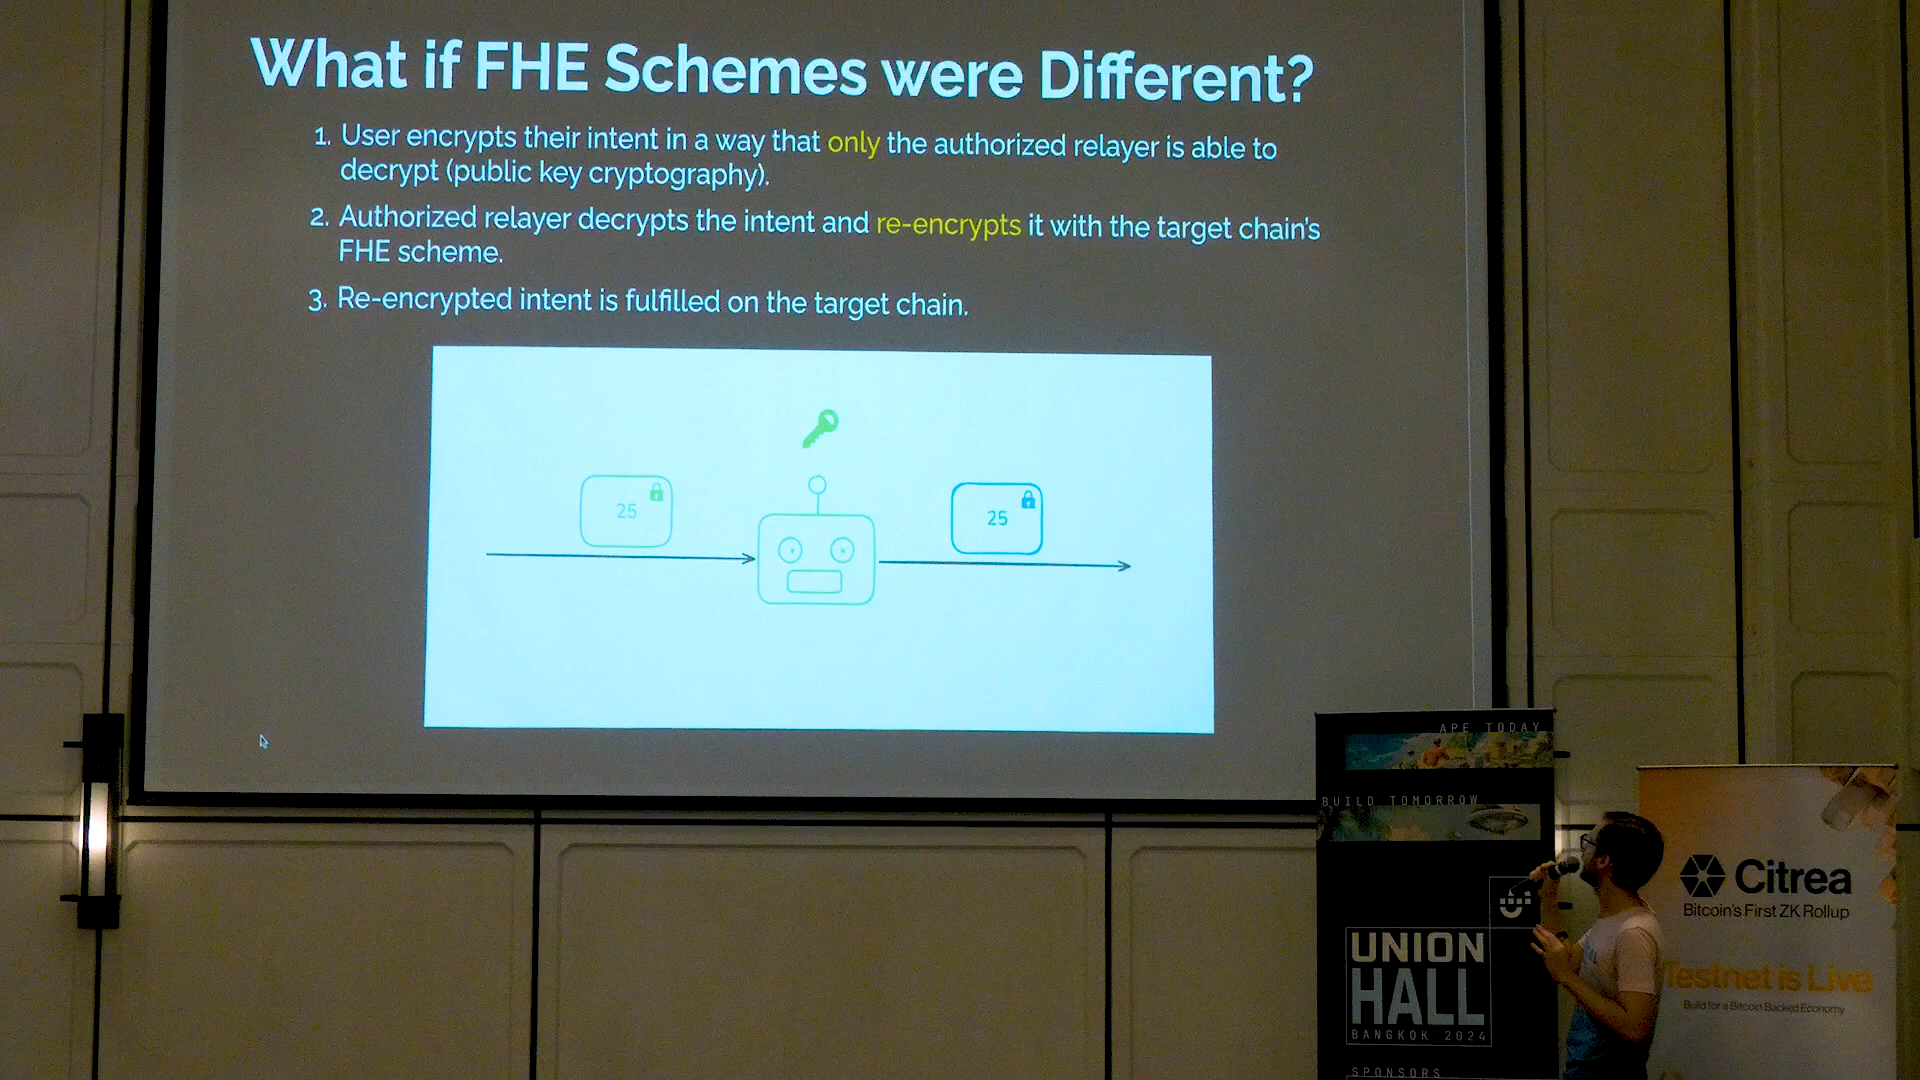 What if FHE Schemes were Different?
1. User encrypts their intent in a way that only the authorized relayer is able to
decrypt (public key cryptography).
2. Authorized relayer decrypts the intent and re-encrypts it with the target chain's
FHE scheme.
3. Re-encrypted intent is fulfilled on the target chain.
25
25
APE TODAY
BUILD TOMORROW
UNION
HALL
BANGKOK 2024
SPONSORS
Citrea
Bitcoin's First ZK Rollup
Testnet is Live
Build for a Bitcoin Backed Economy